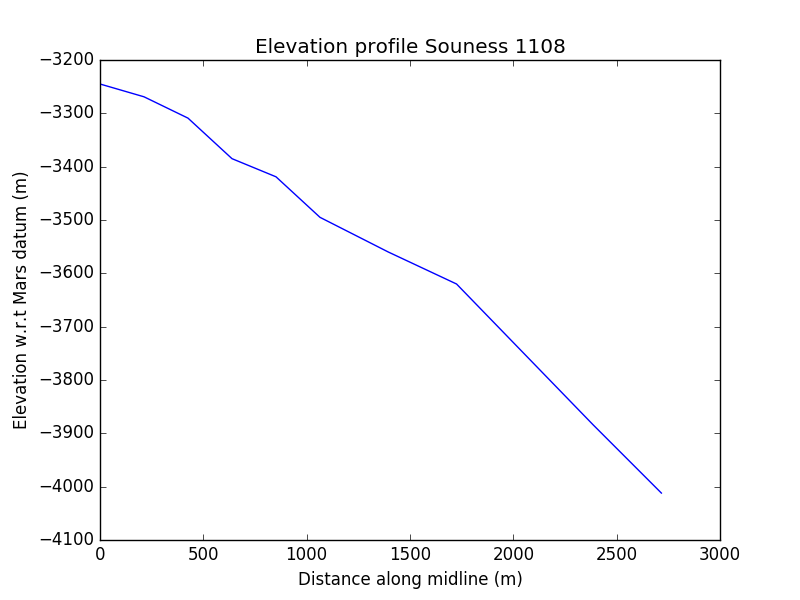 Elevation profile Souness 1108
−3200
−3300
−3400
−3500
−3600
−3700
−3800
−3900
−4000
−4100
Elevation w.r.t Mars datum (m)
0 500 1000 1500 2000 2500 3000
Distance along midline (m)